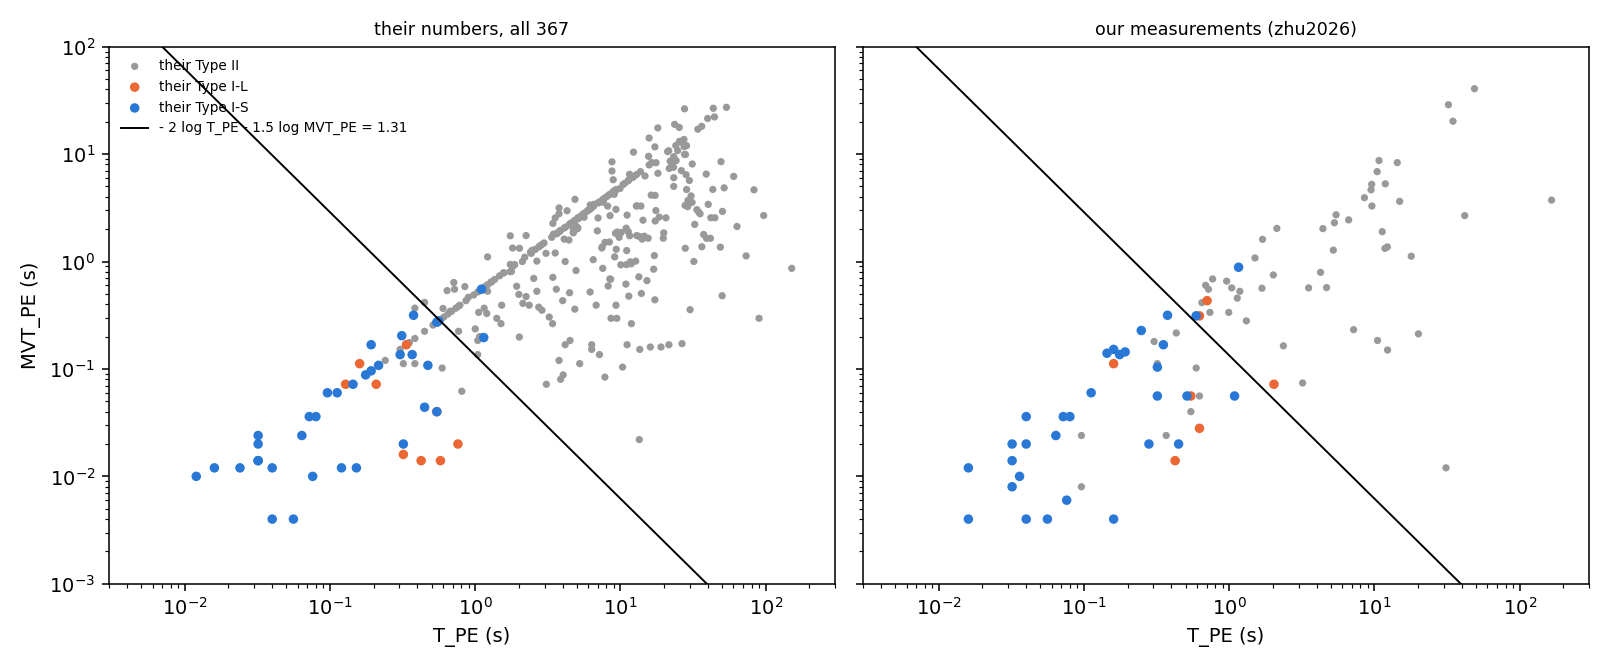 their numbers, all 367
our measurements (zhu2026)
their Type II
their Type I-L
their Type I-S
- 2 log T_PE - 1.5 log MVT_PE = 1.31
MVT_PE (s)
10²
10¹
10⁰
10⁻¹
10⁻²
10⁻³
10⁻² 10⁻¹ 10⁰ 10¹ 10²
10⁻² 10⁻¹ 10⁰ 10¹ 10²
T_PE (s)
T_PE (s)